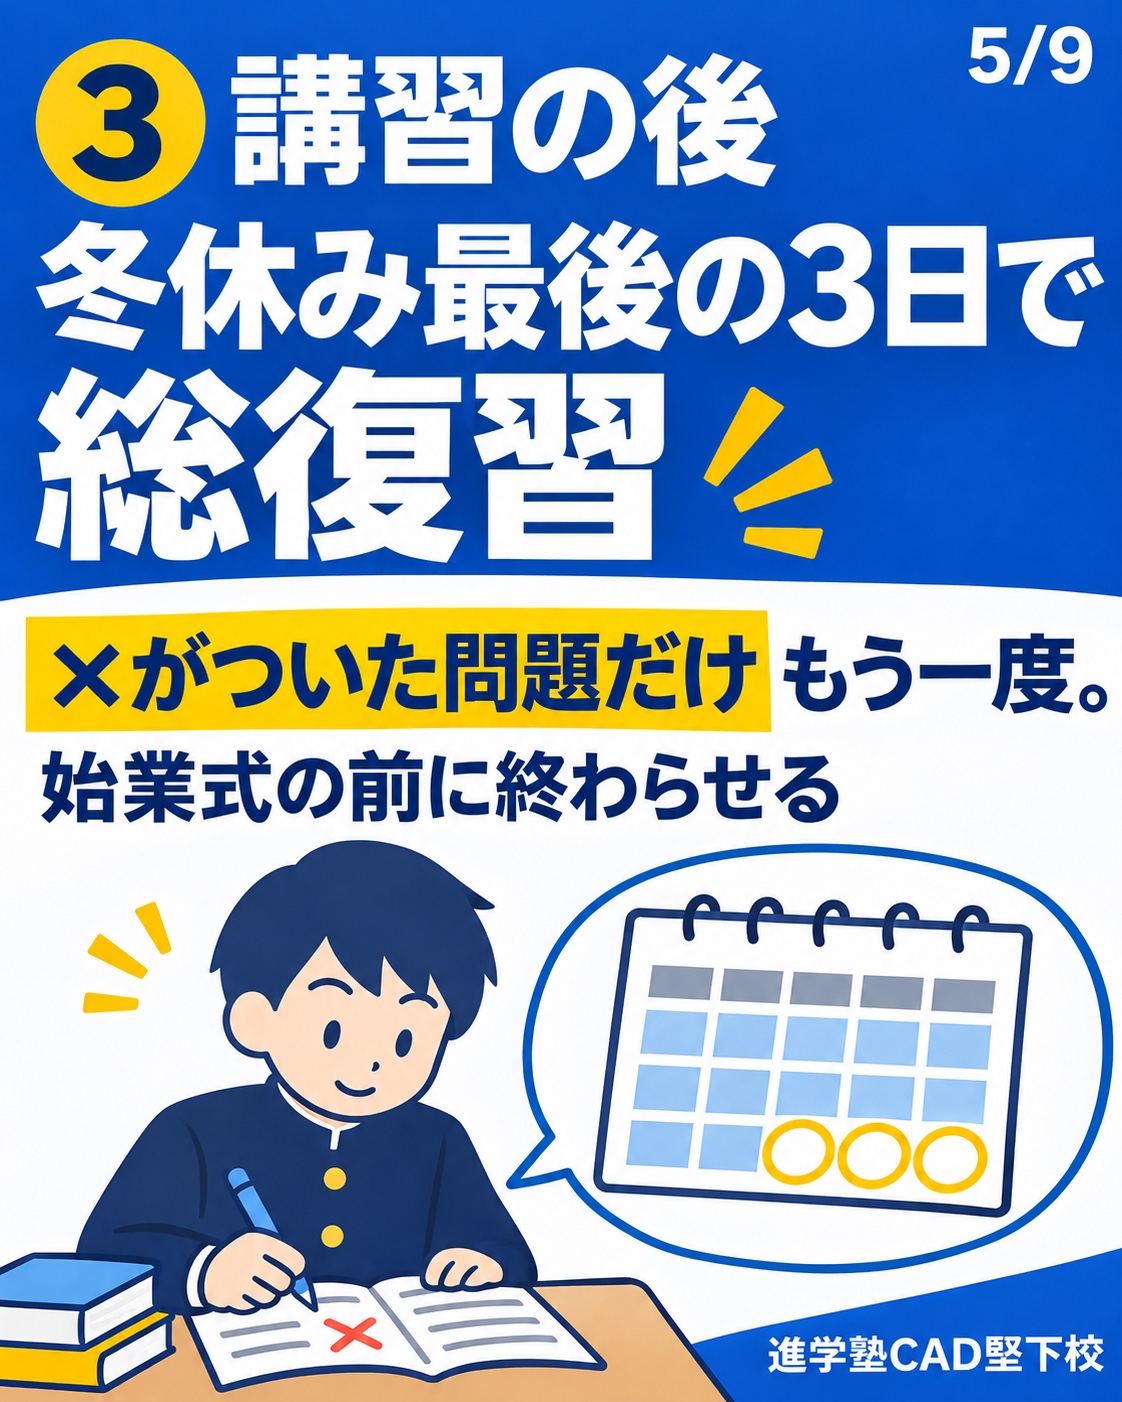 5/9
3 講習の後
冬休み最後の3日で
総復習
×がついた問題だけ もう一度。
始業式の前に終わらせる
進学塾CAD堅下校